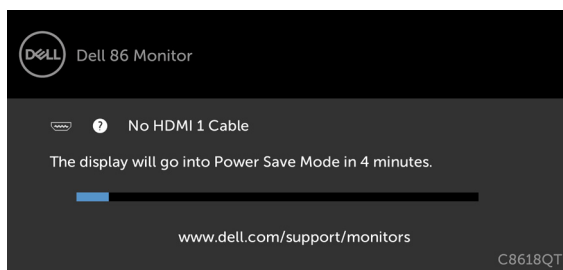 DELL
Dell 86 Monitor
? No HDMI 1 Cable
The display will go into Power Save Mode in 4 minutes.
www.dell.com/support/monitors
C8618QT